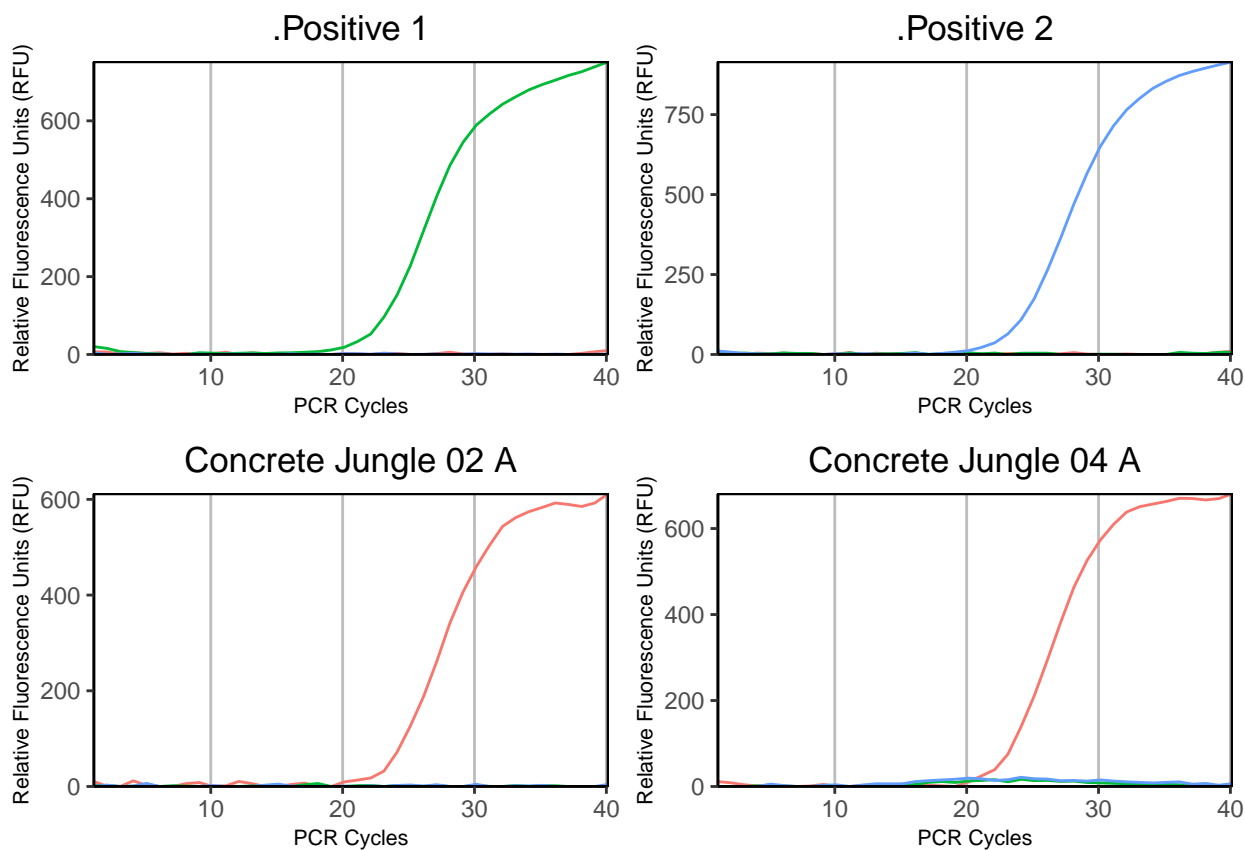 .Positive 1
Relative Fluorescence Units (RFU)
600
400
200
0
10
20
30
40
PCR Cycles
.Positive 2
Relative Fluorescence Units (RFU)
750
500
250
0
10
20
30
40
PCR Cycles
Concrete Jungle 02 A
Relative Fluorescence Units (RFU)
600
400
200
0
10
20
30
40
PCR Cycles
Concrete Jungle 04 A
Relative Fluorescence Units (RFU)
600
400
200
0
10
20
30
40
PCR Cycles